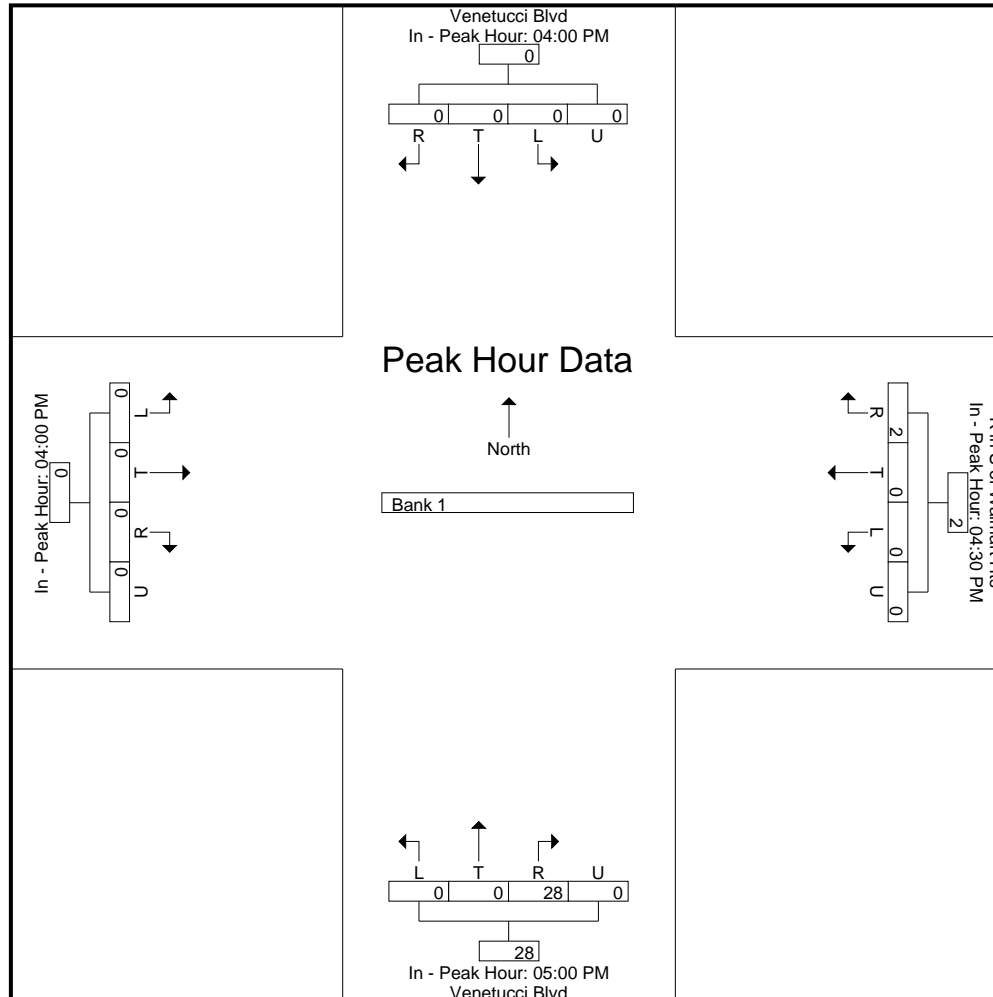 Venetucci Blvd
In - Peak Hour: 04:00 PM
0
0 0 0 0
R T L U
Peak Hour Data
North
Bank 1
In - Peak Hour: 04:00 PM
0
0 0 0 0
L T R U
R T L U
2 0 0 0
2
In - Peak Hour: 04:30 PM
L T R U
0 0 28 0
28
In - Peak Hour: 05:00 PM
Venetucci Blvd